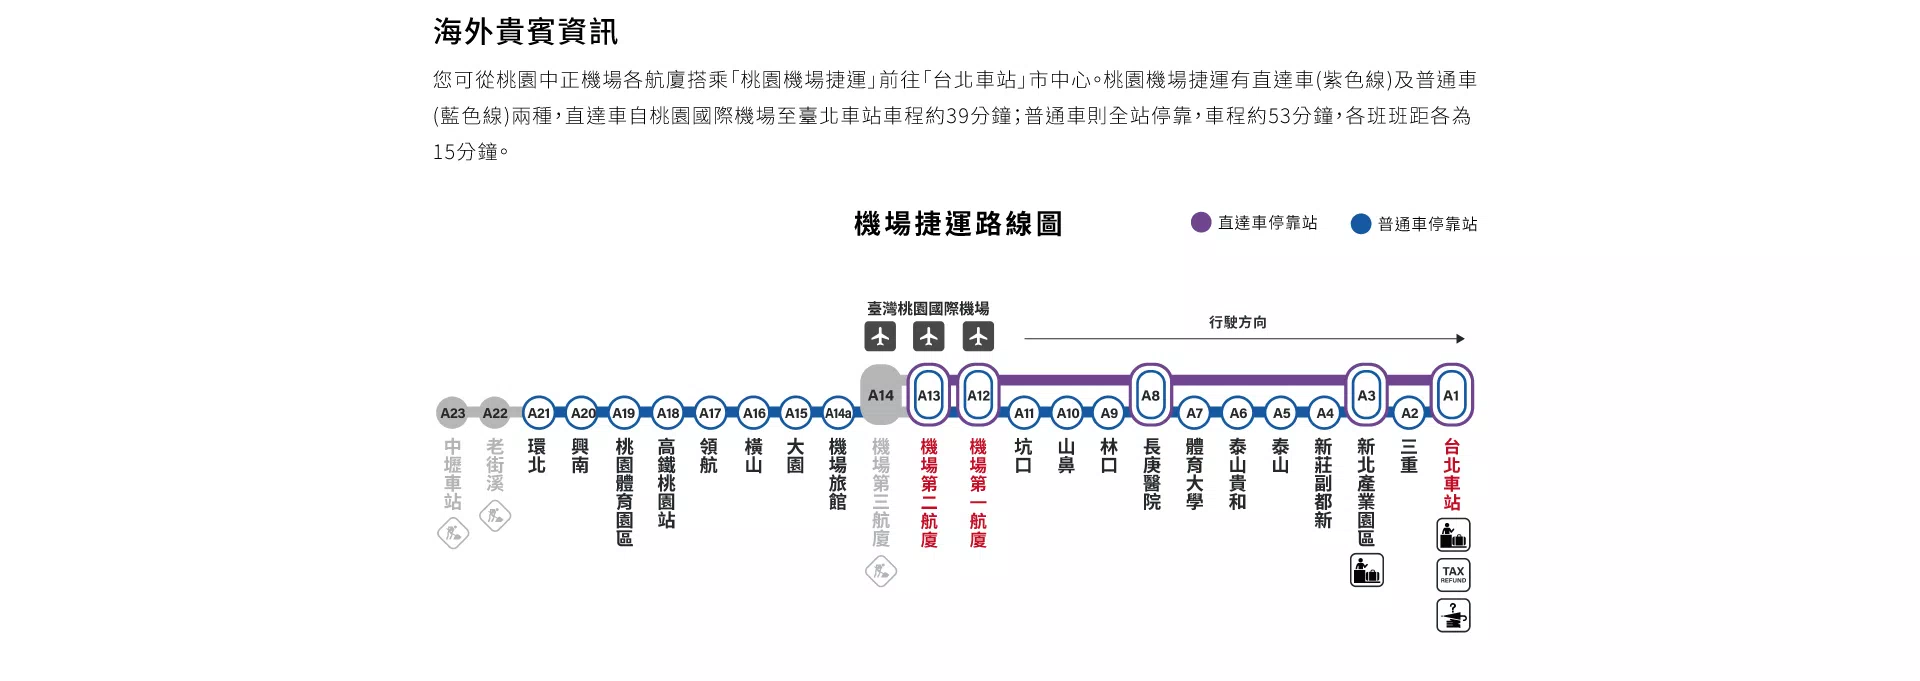 海外貴賓資訊
您可從桃園中正機場各航廈搭乘「桃園機場捷運」前往「台北車站」市中心。桃園機場捷運有直達車(紫色線)及普通車
(藍色線)兩種，直達車自桃園國際機場至臺北車站車程約39分鐘；普通車則全站停靠，車程約53分鐘，各班班距各為
15分鐘。
機場捷運路線圖
直達車停靠站
普通車停靠站
臺灣桃園國際機場
行駛方向
A23 A22 A21 A20 A19 A18 A17 A16 A15 A14a A14 A13 A12 A11 A10 A9 A8 A7 A6 A5 A4 A3 A2 A1
中壢車站
老街溪
環北
興南
桃園體育園區
高鐵桃園站
領航
橫山
大園
機場旅館
機場第三航廈
機場第二航廈
機場第一航廈
坑口
山鼻
林口
長庚醫院
體育大學
泰山貴和
泰山
新莊副都新
新北產業園區
三重
台北車站
TAX
REFUND
?